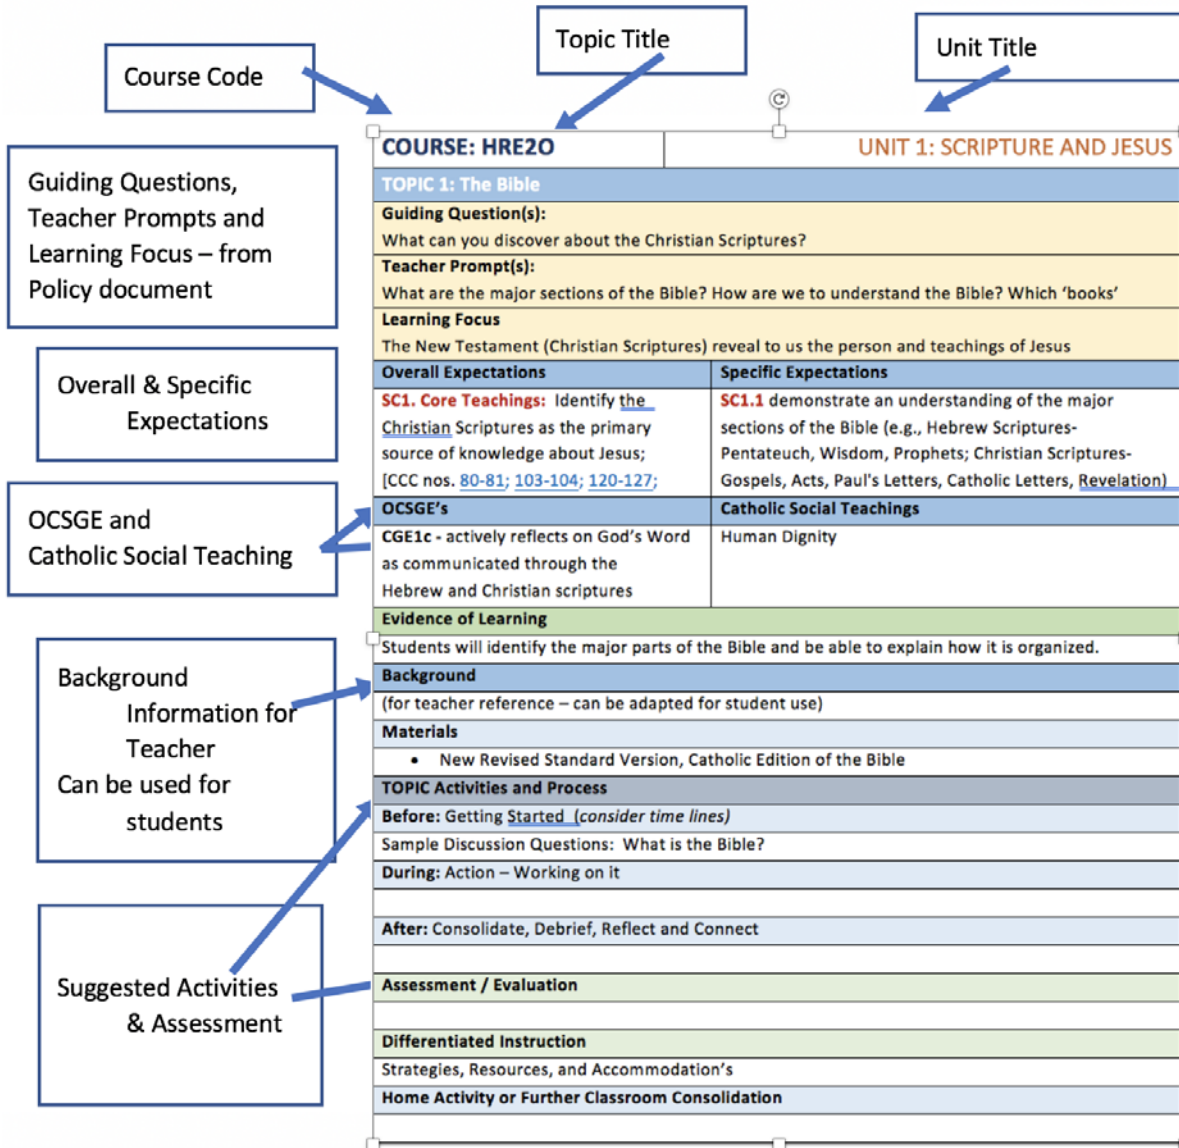 Course Code
Topic Title
Unit Title
Guiding Questions,
Teacher Prompts and
Learning Focus – from
Policy document
Overall & Specific
Expectations
OCSGE and
Catholic Social Teaching
Background
Information for
Teacher
Can be used for
students
Suggested Activities
& Assessment
COURSE: HRE2O
UNIT 1: SCRIPTURE AND JESUS
TOPIC 1: The Bible
Guiding Question(s):
What can you discover about the Christian Scriptures?
Teacher Prompt(s):
What are the major sections of the Bible? How are we to understand the Bible? Which ‘books’
Learning Focus
The New Testament (Christian Scriptures) reveal to us the person and teachings of Jesus
Overall Expectations
SC1. Core Teachings: Identify the
Christian Scriptures as the primary
source of knowledge about Jesus;
[CCC nos. 80-81; 103-104; 120-127;
Specific Expectations
SC1.1 demonstrate an understanding of the major
sections of the Bible (e.g., Hebrew Scriptures-
Pentateuch, Wisdom, Prophets; Christian Scriptures-
Gospels, Acts, Paul's Letters, Catholic Letters, Revelation)
OCSGE’s
CGE1c - actively reflects on God’s Word
as communicated through the
Hebrew and Christian scriptures
Catholic Social Teachings
Human Dignity
Evidence of Learning
Students will identify the major parts of the Bible and be able to explain how it is organized.
Background
(for teacher reference – can be adapted for student use)
Materials
• New Revised Standard Version, Catholic Edition of the Bible
TOPIC Activities and Process
Before: Getting Started (consider time lines)
Sample Discussion Questions: What is the Bible?
During: Action – Working on it
After: Consolidate, Debrief, Reflect and Connect
Assessment / Evaluation
Differentiated Instruction
Strategies, Resources, and Accommodation’s
Home Activity or Further Classroom Consolidation